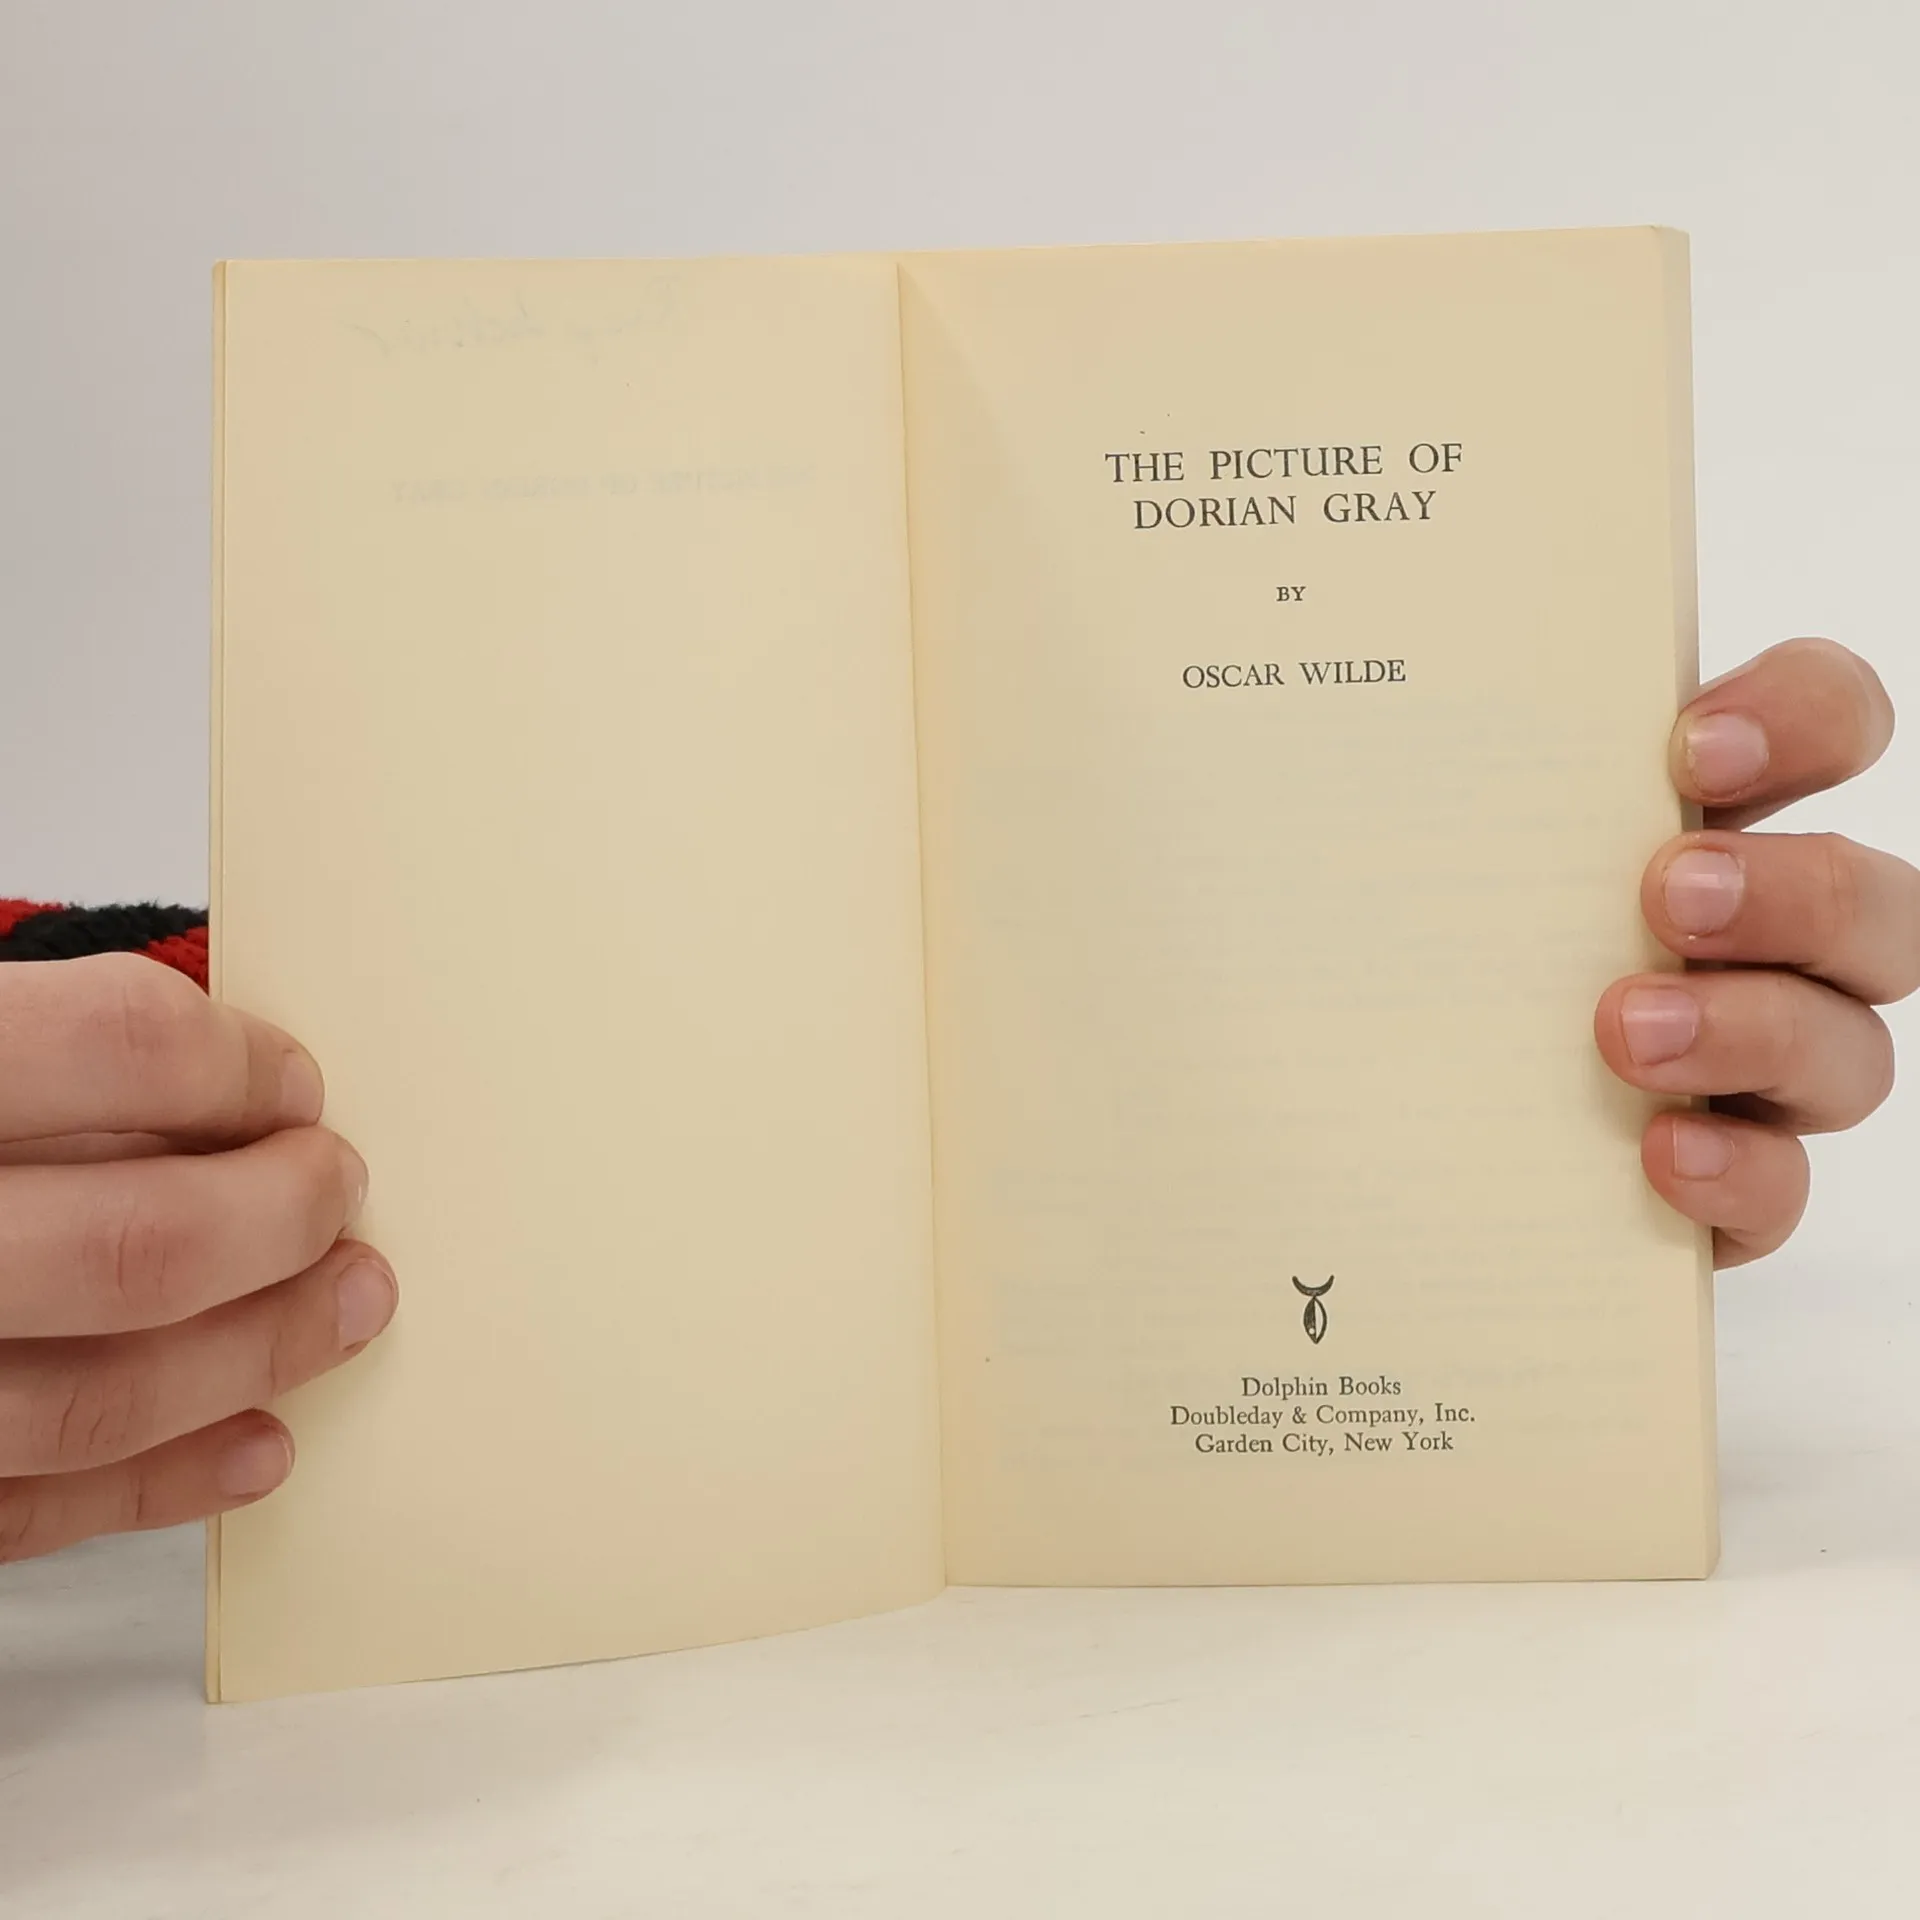 THE PICTURE OF
DORIAN GRAY
BY
OSCAR WILDE
Dolphin Books
Doubleday & Company, Inc.
Garden City, New York